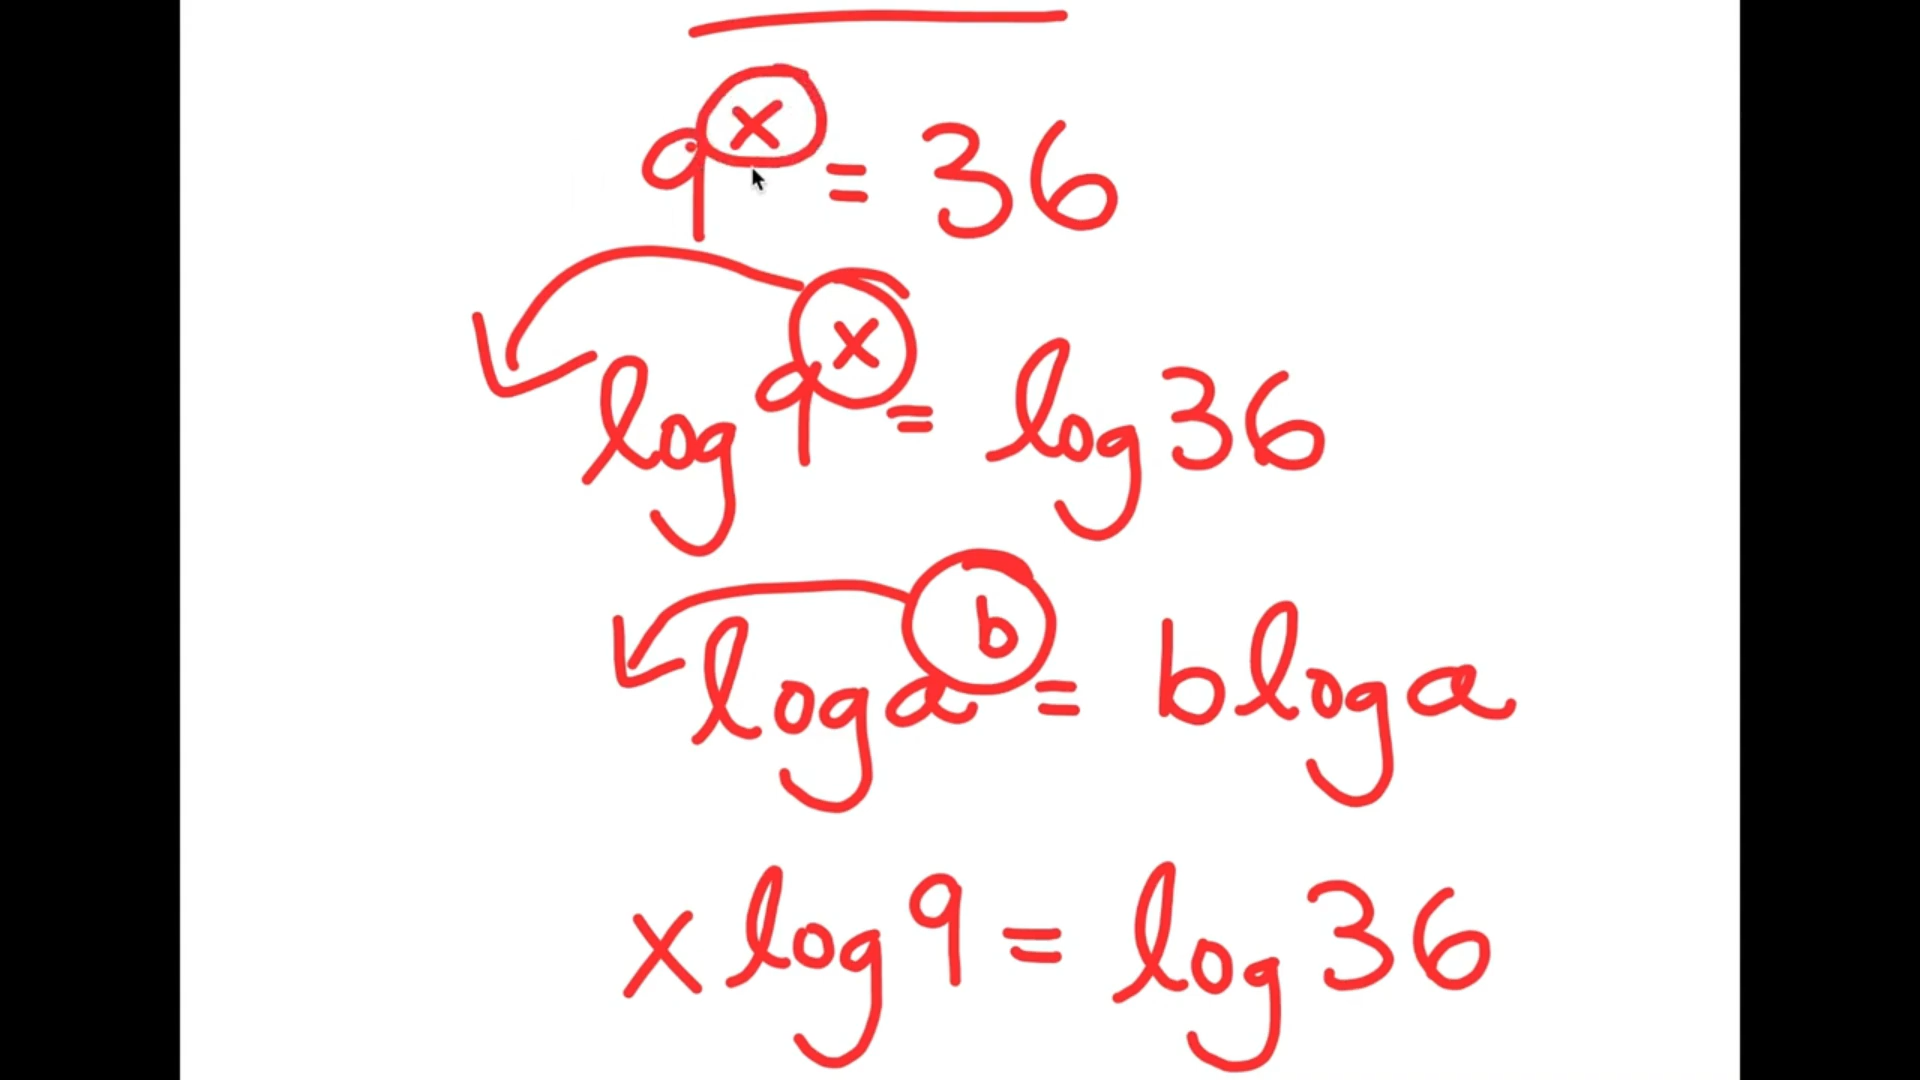 9^x = 36
log 9^x = log 36
log a^b = b log a
x log 9 = log 36